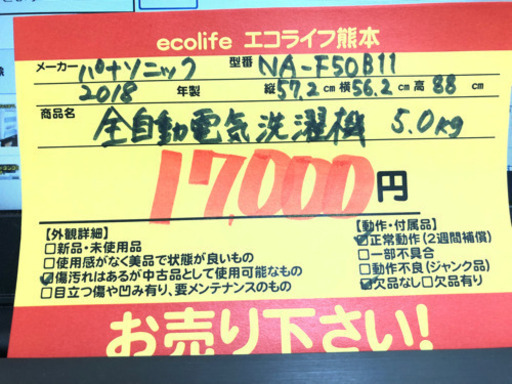 ecolife エコライフ熊本
メーカー パナソニック 型番 NA-F50B11
2018 年製 縦57.2cm横56.2cm高88cm
商品名 全自動電気洗濯機 5.0kg
17,000円
【外観詳細】
□新品・未使用品
□使用感がなく美品で状態が良いもの
☑傷汚れはあるが中古品として使用可能なもの
□目立つ傷や凹み有り、要メンテナンスのもの
【動作・付属品】
☑正常動作(2週間補償)
□一部不具合
□動作不良(ジャンク品)
☑欠品なし□欠品有り
お売り下さい!